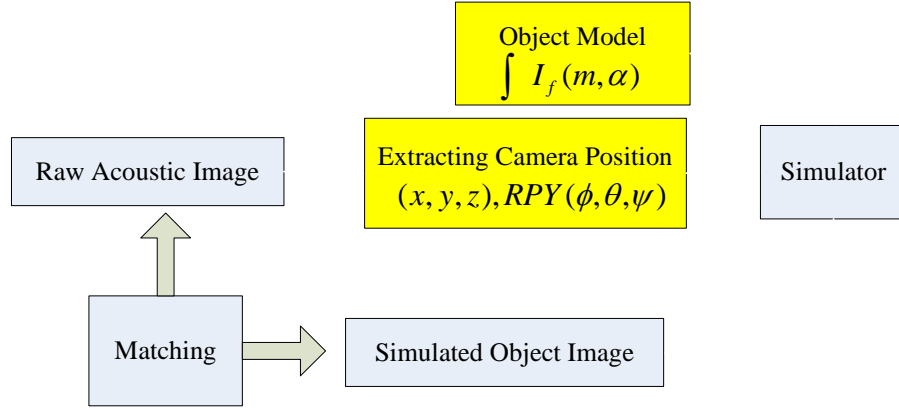 Object Model
∫ I_f (m, α)
Extracting Camera Position
(x, y, z), RPY (ϕ, θ, ψ)
Raw Acoustic Image
Simulator
Matching
Simulated Object Image